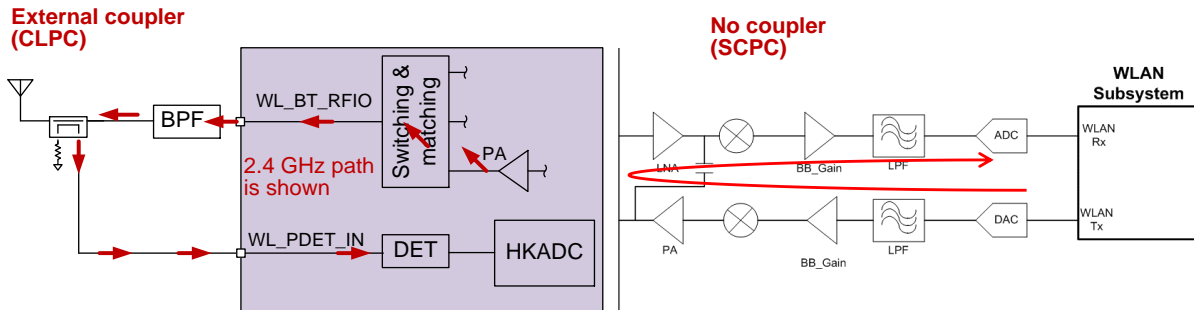 External coupler
(CLPC)
No coupler
(SCPC)
WL_BT_RFIO
BPF
Switching &
matching
PA
2.4 GHz path
is shown
WL_PDET_IN
DET
HKADC
WLAN
Subsystem
LNA
BB_Gain
LPF
ADC
WLAN
Rx
PA
BB_Gain
LPF
DAC
WLAN
Tx